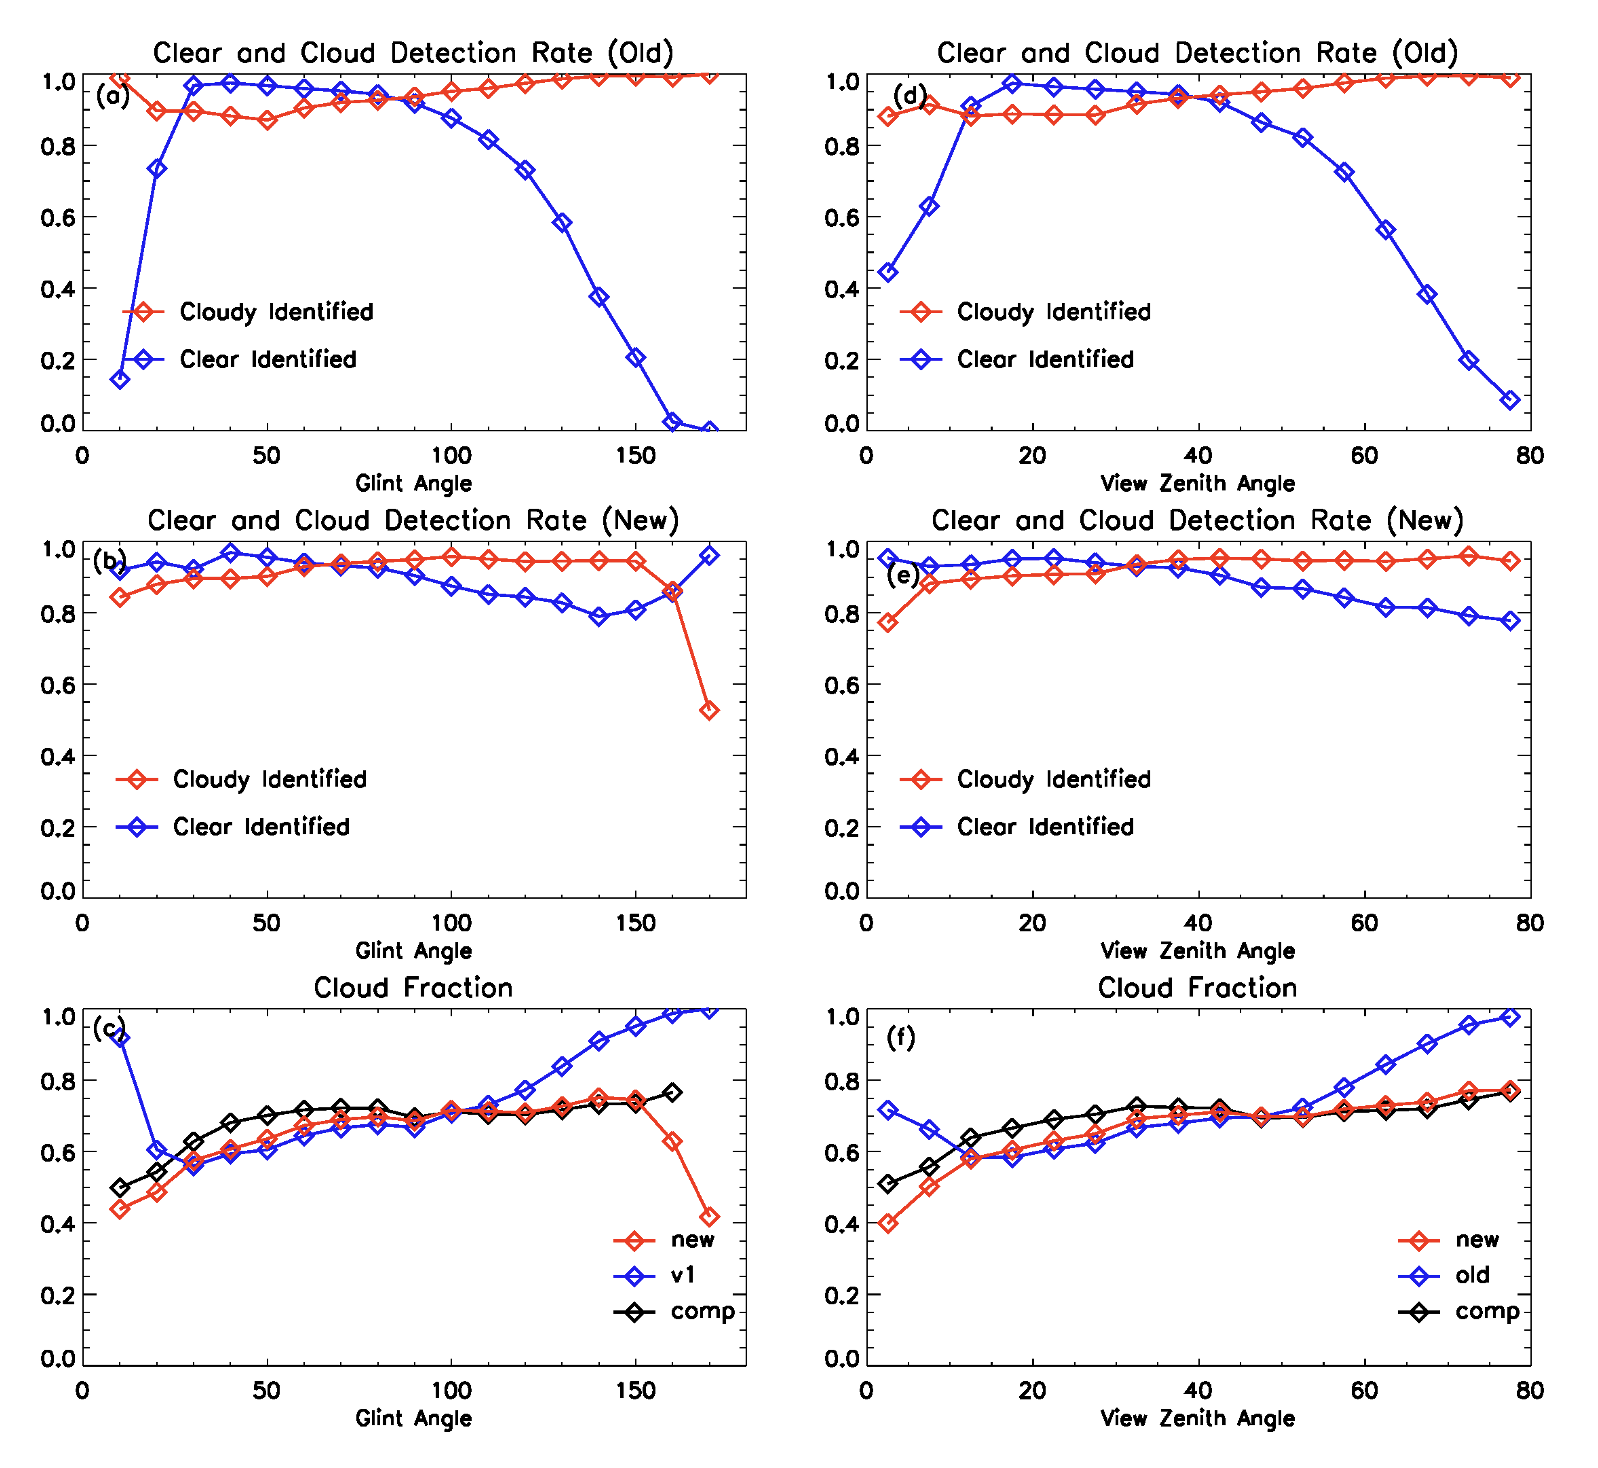 Clear and Cloud Detection Rate (Old)
(a)
1.0
0.8
0.6
0.4
0.2
0.0
Cloudy Identified
Clear Identified
0 50 100 150
Glint Angle
Clear and Cloud Detection Rate (Old)
(d)
1.0
0.8
0.6
0.4
0.2
0.0
Cloudy Identified
Clear Identified
0 20 40 60 80
View Zenith Angle
Clear and Cloud Detection Rate (New)
(b)
1.0
0.8
0.6
0.4
0.2
0.0
Cloudy Identified
Clear Identified
0 50 100 150
Glint Angle
Clear and Cloud Detection Rate (New)
(e)
1.0
0.8
0.6
0.4
0.2
0.0
Cloudy Identified
Clear Identified
0 20 40 60 80
View Zenith Angle
Cloud Fraction
(c)
1.0
0.8
0.6
0.4
0.2
0.0
new
v1
comp
0 50 100 150
Glint Angle
Cloud Fraction
(f)
1.0
0.8
0.6
0.4
0.2
0.0
new
old
comp
0 20 40 60 80
View Zenith Angle